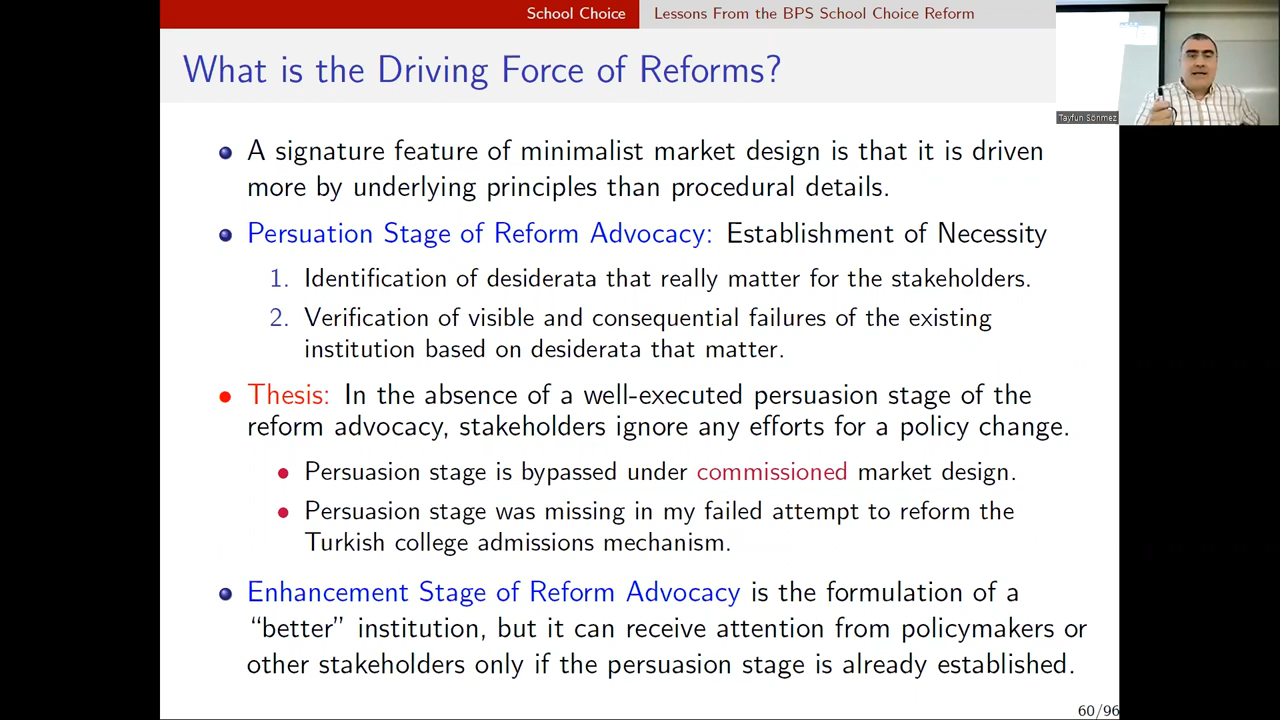 School Choice Lessons From the BPS School Choice Reform
What is the Driving Force of Reforms?
Tayfun Sönmez
A signature feature of minimalist market design is that it is driven
more by underlying principles than procedural details.
Persuation Stage of Reform Advocacy: Establishment of Necessity
1. Identification of desiderata that really matter for the stakeholders.
2. Verification of visible and consequential failures of the existing
institution based on desiderata that matter.
Thesis: In the absence of a well-executed persuasion stage of the
reform advocacy, stakeholders ignore any efforts for a policy change.
Persuasion stage is bypassed under commissioned market design.
Persuasion stage was missing in my failed attempt to reform the
Turkish college admissions mechanism.
Enhancement Stage of Reform Advocacy is the formulation of a
“better” institution, but it can receive attention from policymakers or
other stakeholders only if the persuasion stage is already established.
60/96